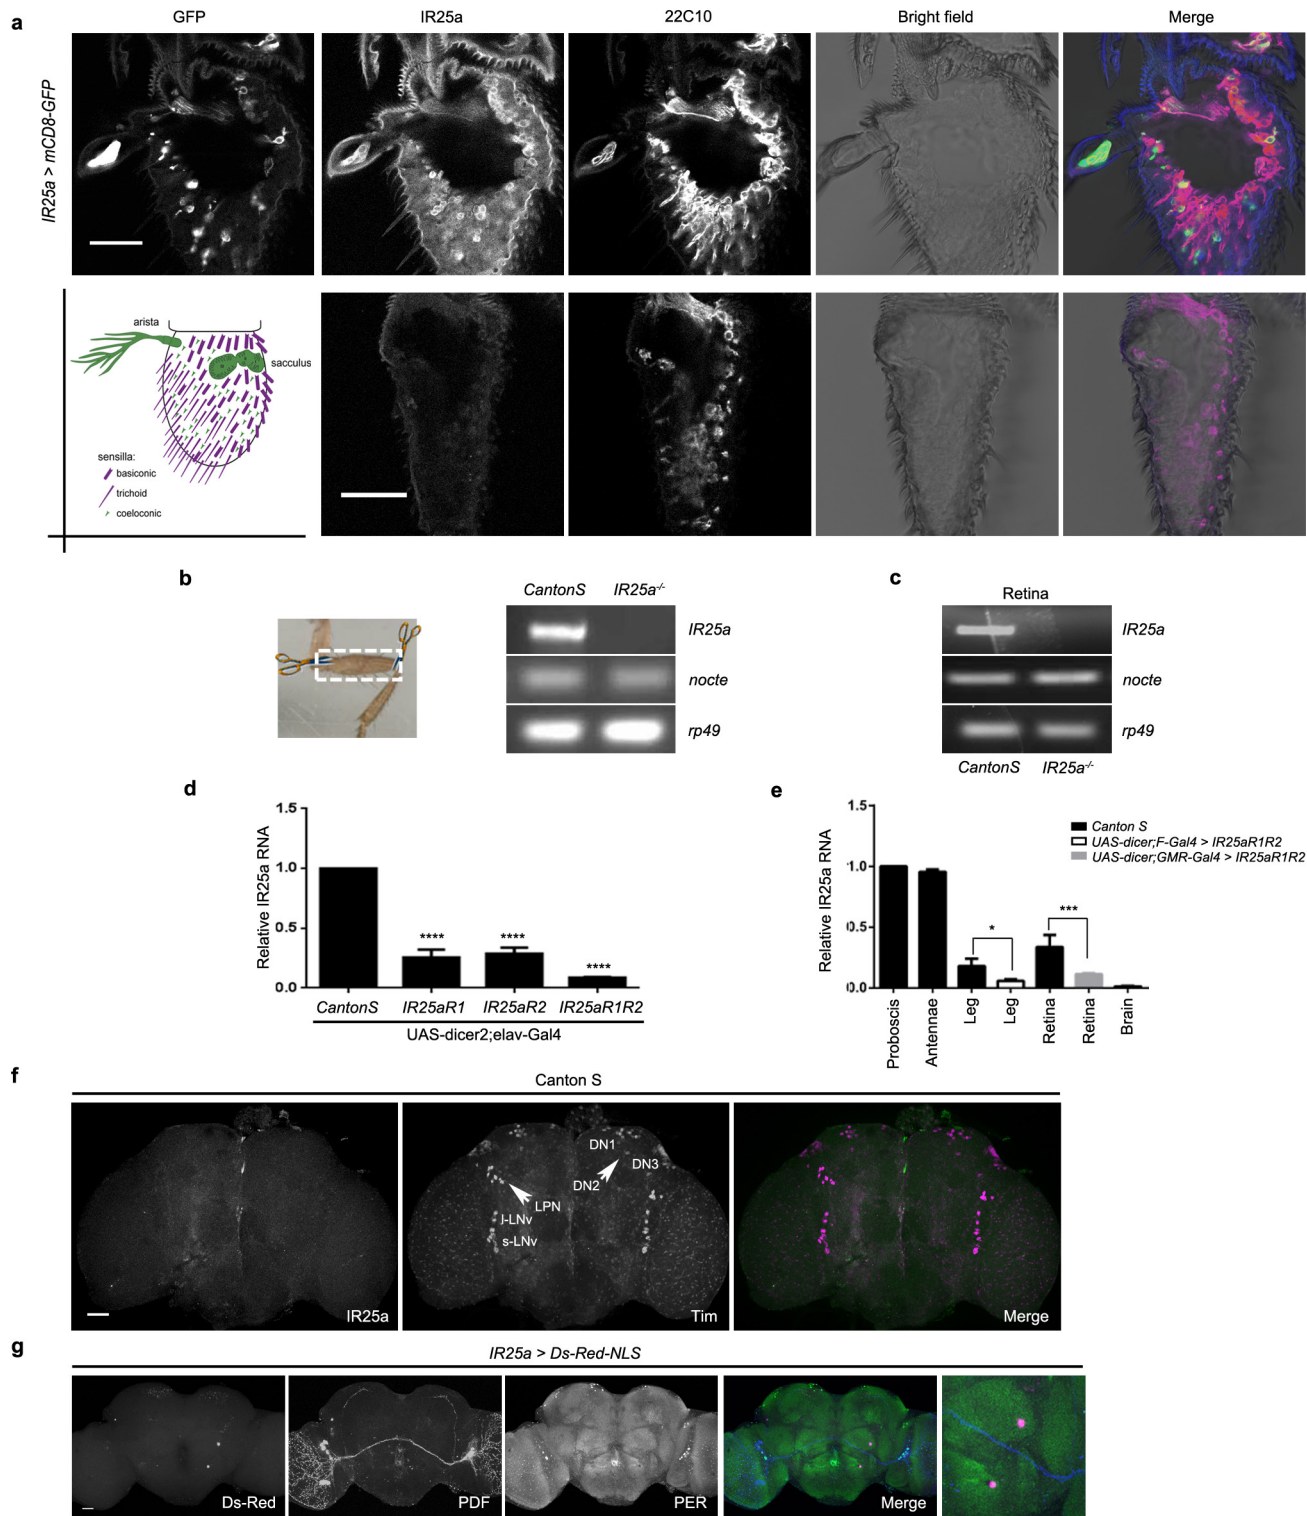 a
GFP
IR25a
22C10
Bright field
Merge
IR25a > mCD8-GFP
arista
sacculus
sensilla:
basiconic
trichoid
coeloconic
b
CantonS
IR25a-/-
IR25a
nocte
rp49
c
Retina
IR25a
nocte
rp49
CantonS
IR25a-/-
d
Relative IR25a RNA
1.5
1.0
0.5
0.0
****
****
****
CantonS
IR25aR1
IR25aR2
IR25aR1R2
UAS-dicer2;elav-Gal4
e
Relative IR25a RNA
1.5
1.0
0.5
0.0
*
***
Canton S
UAS-dicer;F-Gal4 > IR25aR1R2
UAS-dicer;GMR-Gal4 > IR25aR1R2
Proboscis
Antennae
Leg
Leg
Retina
Retina
Brain
f
Canton S
IR25a
DN1
DN3
DN2
LPN
l-LNv
s-LNv
Tim
Merge
g
IR25a > Ds-Red-NLS
Ds-Red
PDF
PER
Merge